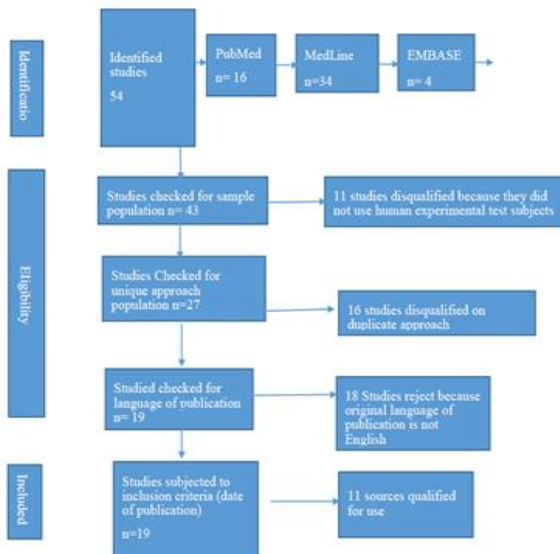 Identificatio
Identified
studies
54
PubMed
n= 16
MedLine
n=34
EMBASE
n= 4
Eligibility
Studies checked for sample
population n= 43
11 studies disqualified because they did
not use human experimental test subjects
Studies Checked for
unique approach
population n=27
16 studies disqualified on
duplicate approach
Studied checked for
language of publication
n= 19
18 Studies reject because
original language of
publication is not
English
Included
Studies subjected to
inclusion criteria (date
of publication)
n=19
11 sources qualified
for use